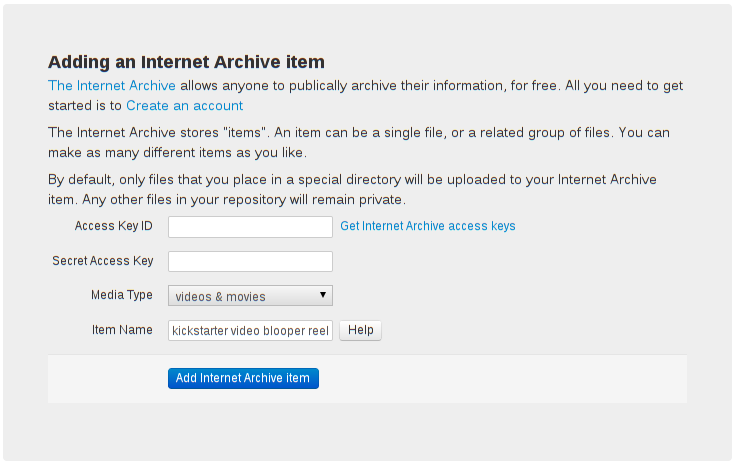 Adding an Internet Archive item
The Internet Archive allows anyone to publically archive their information, for free. All you need to get
started is to Create an account
The Internet Archive stores "items". An item can be a single file, or a related group of files. You can
make as many different items as you like.
By default, only files that you place in a special directory will be uploaded to your Internet Archive
item. Any other files in your repository will remain private.
Access Key ID Get Internet Archive access keys
Secret Access Key
Media Type videos & movies
Item Name kickstarter video blooper reel Help
Add Internet Archive item